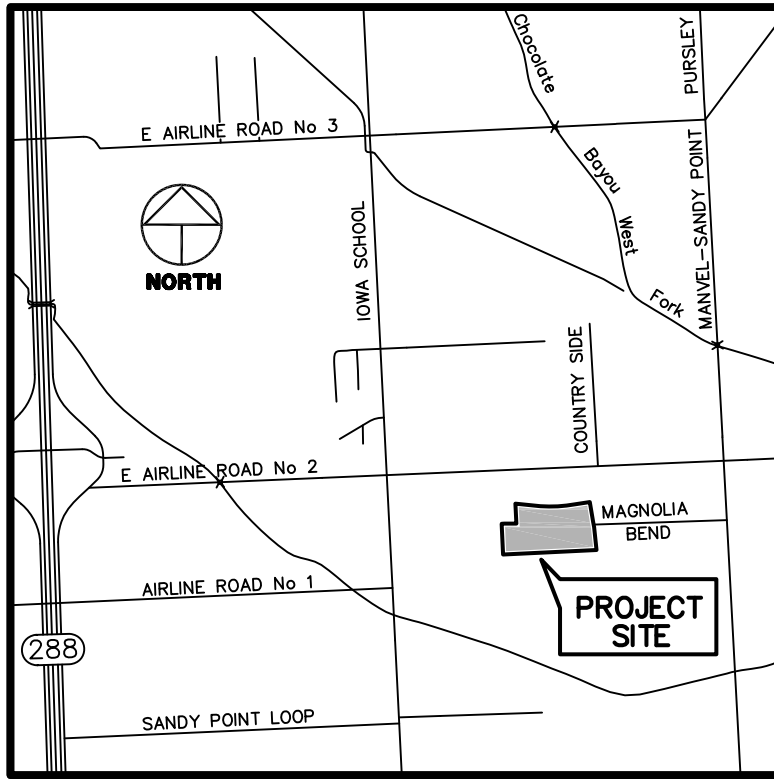 Chocolate
PURSLEY
E AIRLINE ROAD No 3
Bayou
West
Fork
MANVEL-SANDY POINT
NORTH
IOWA SCHOOL
COUNTRY SIDE
E AIRLINE ROAD No 2
MAGNOLIA
BEND
AIRLINE ROAD No 1
PROJECT
SITE
288
SANDY POINT LOOP